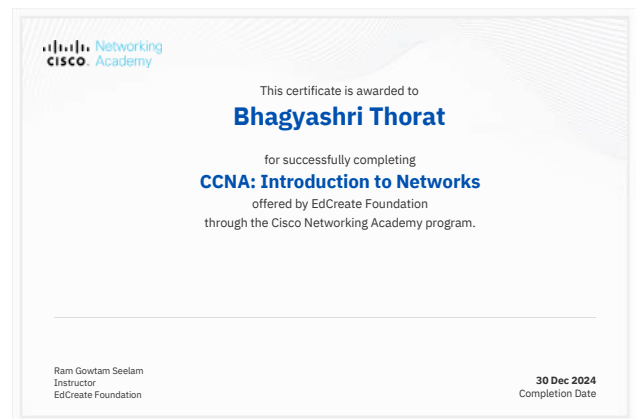 Networking
CISCO. Academy
This certificate is awarded to
Bhagyashri Thorat
for successfully completing
CCNA: Introduction to Networks
offered by EdCreate Foundation
through the Cisco Networking Academy program.
Ram Gowtam Seelam
Instructor
EdCreate Foundation
30 Dec 2024
Completion Date